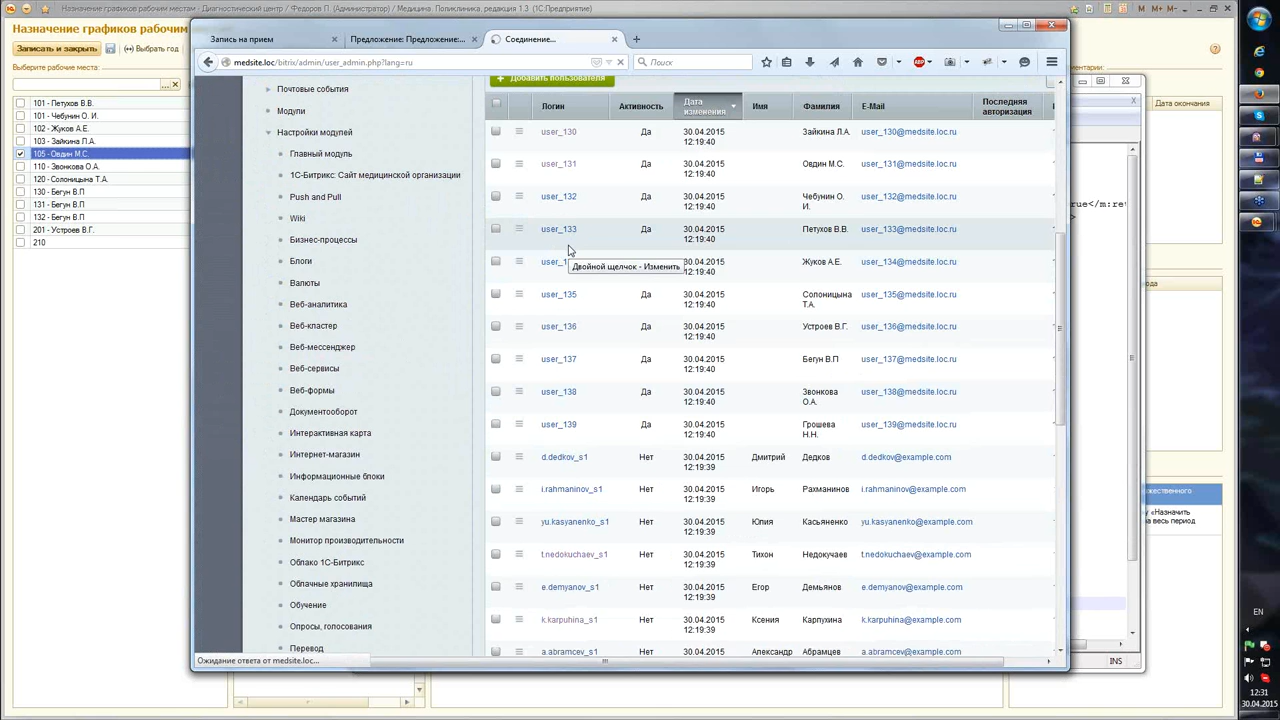 Назначение графиков рабочим местам - Диагностический центр / Федоров П. (Администратор) / Медицина. Поликлиника, редакция 1.3 (1С:Предприятие)
M M+ M-
Назначение графиков рабочим
Записать и закрыть
Выбрать год
Выберите рабочие места:
101 - Петухов В.В.
101 - Чебунин О. И.
102 - Жуков А.Е.
103 - Зайкина Л.А.
105 - Овдин М.С.
110 - Звонкова О.А.
120 - Солоницына Т.А.
130 - Бегун В.П
131 - Бегун В.П
132 - Бегун В.П
201 - Устроев В.Г.
210
Запись на прием
Предложение: Предложение:...
Соединение...
medsite.loc/bitrix/admin/user_admin.php?lang=ru
Поиск
ABP
Почтовые события
Модули
Настройки модулей
Главный модуль
1С-Битрикс: Сайт медицинской организации
Push and Pull
Wiki
Бизнес-процессы
Блоги
Валюты
Веб-аналитика
Веб-кластер
Веб-мессенджер
Веб-сервисы
Веб-формы
Документооборот
Интерактивная карта
Интернет-магазин
Информационные блоки
Календарь событий
Мастер магазина
Монитор производительности
Облако 1С-Битрикс
Облачные хранилища
Обучение
Опросы, голосования
Перевод
Ожидание ответа от medsite.loc...
+ Добавить пользователя
Логин Активность Дата изменения Имя Фамилия E-Mail Последняя авторизация
user_130 Да 30.04.2015 12:19:40 Зайкина Л.А. user_130@medsite.loc.ru
user_131 Да 30.04.2015 12:19:40 Овдин М.С. user_131@medsite.loc.ru
user_132 Да 30.04.2015 12:19:40 Чебунин О. И. user_132@medsite.loc.ru
user_133 Да 30.04.2015 12:19:40 Петухов В.В. user_133@medsite.loc.ru
user_1 Да 30.04.2015 12:19:40 Жуков А.Е. user_134@medsite.loc.ru
Двойной щелчок - Изменить
user_135 Да 30.04.2015 12:19:40 Солоницына Т.А. user_135@medsite.loc.ru
user_136 Да 30.04.2015 12:19:40 Устроев В.Г. user_136@medsite.loc.ru
user_137 Да 30.04.2015 12:19:40 Бегун В.П user_137@medsite.loc.ru
user_138 Да 30.04.2015 12:19:40 Звонкова О.А. user_138@medsite.loc.ru
user_139 Да 30.04.2015 12:19:40 Грошева Н.Н. user_139@medsite.loc.ru
d.dedkov_s1 Нет 30.04.2015 12:19:39 Дмитрий Дедков d.dedkov@example.com
i.rahmaninov_s1 Нет 30.04.2015 12:19:39 Игорь Рахманинов i.rahmaninov@example.com
yu.kasyanenko_s1 Нет 30.04.2015 12:19:39 Юлия Касьяненко yu.kasyanenko@example.com
t.nedokuchaev_s1 Нет 30.04.2015 12:19:39 Тихон Недокучаев t.nedokuchaev@example.com
e.demyanov_s1 Нет 30.04.2015 12:19:39 Егор Демьянов e.demyanov@example.com
k.karpuhina_s1 Нет 30.04.2015 12:19:39 Ксения Карпухина k.karpuhina@example.com
a.abramcev_s1 Нет 30.04.2015 Александр Абрамцев a.abramcev@example.com
Дата окончания
rue</m:ret
>
INS
«Назначить
весь период
EN
12:31
30.04.2015